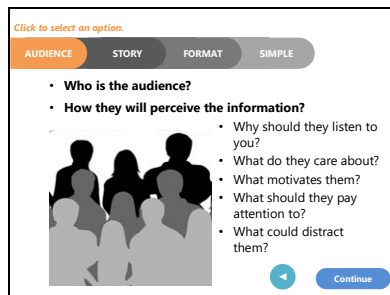 Click to select an option.
AUDIENCE STORY FORMAT SIMPLE
• Who is the audience?
• How they will perceive the information?
• Why should they listen to
you?
• What do they care about?
• What motivates them?
• What should they pay
attention to?
• What could distract
them?
Continue